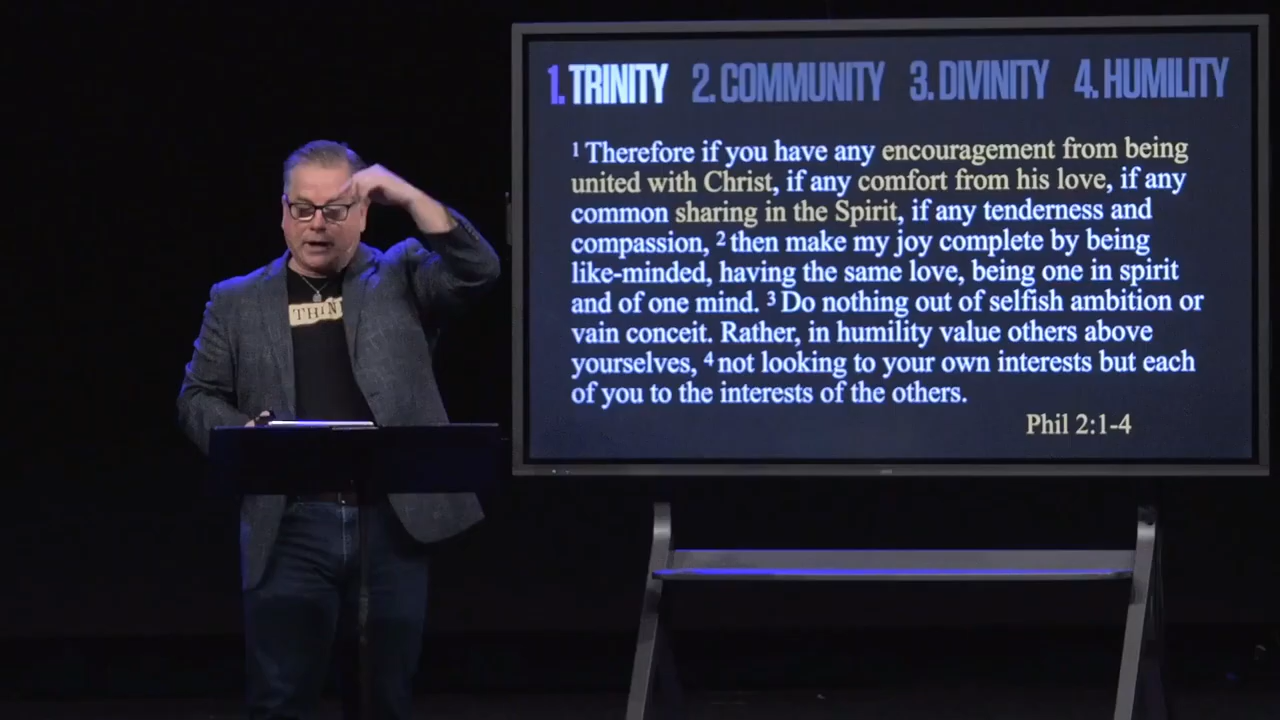 1. TRINITY 2. COMMUNITY 3. DIVINITY 4. HUMILITY
1 Therefore if you have any encouragement from being
united with Christ, if any comfort from his love, if any
common sharing in the Spirit, if any tenderness and
compassion, 2 then make my joy complete by being
like-minded, having the same love, being one in spirit
and of one mind. 3 Do nothing out of selfish ambition or
vain conceit. Rather, in humility value others above
yourselves, 4 not looking to your own interests but each
of you to the interests of the others.
Phil 2:1-4
THIN